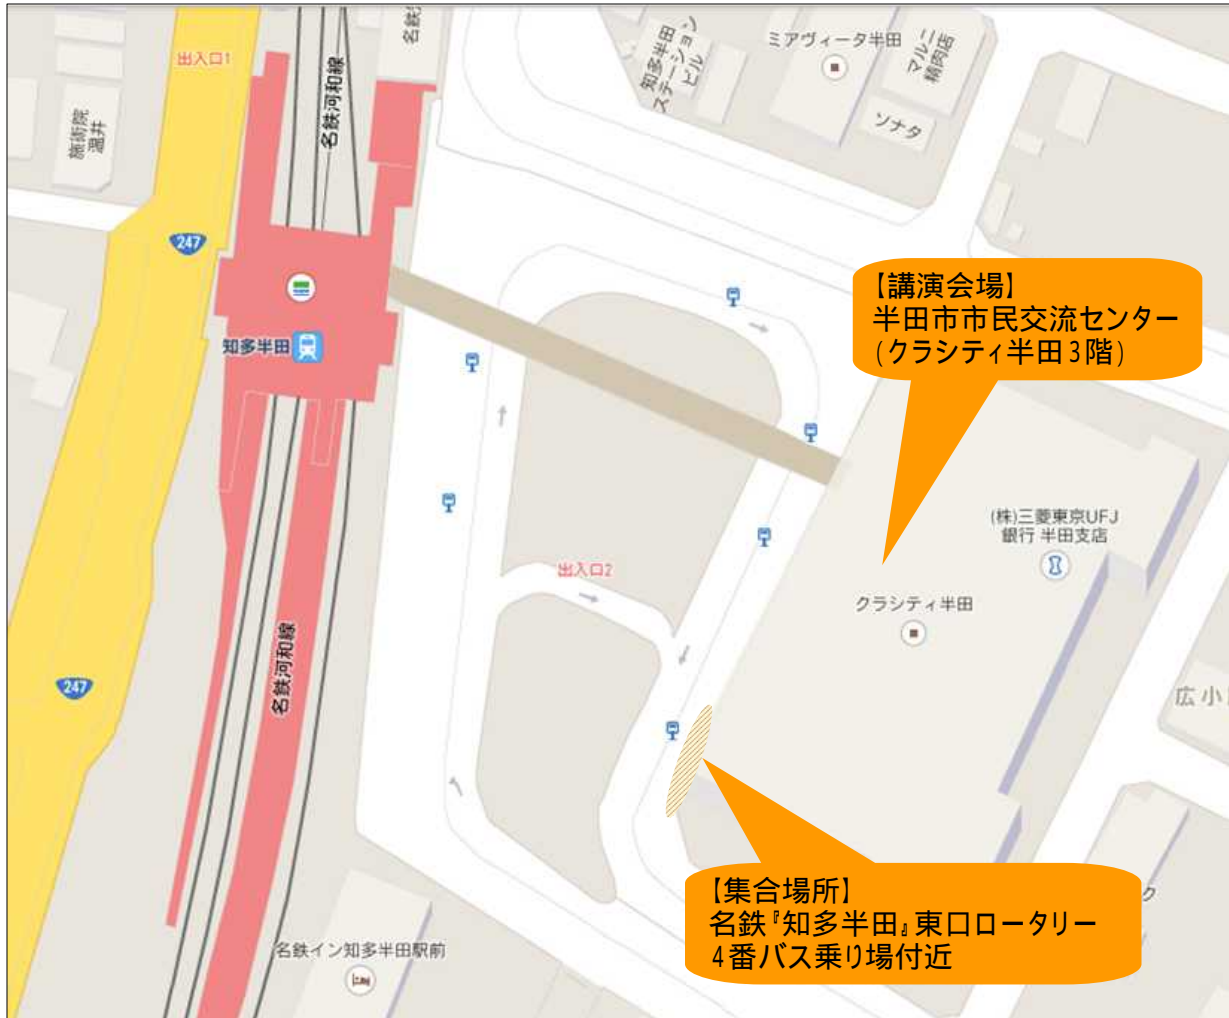 出入口1
名鉄河和線
名鉄
知多半田
ステーション
ビル
ミアヴィータ半田
マルニ
精肉店
ソナタ
施術院
温井
247
【講演会場】
半田市市民交流センター
(クラシティ半田3階)
知多半田
(株)三菱東京UFJ
銀行 半田支店
出入口2
クラシティ半田
名鉄河和線
247
広小
【集合場所】
名鉄『知多半田』東口ロータリー
4番バス乗り場付近
ク
名鉄イン知多半田駅前